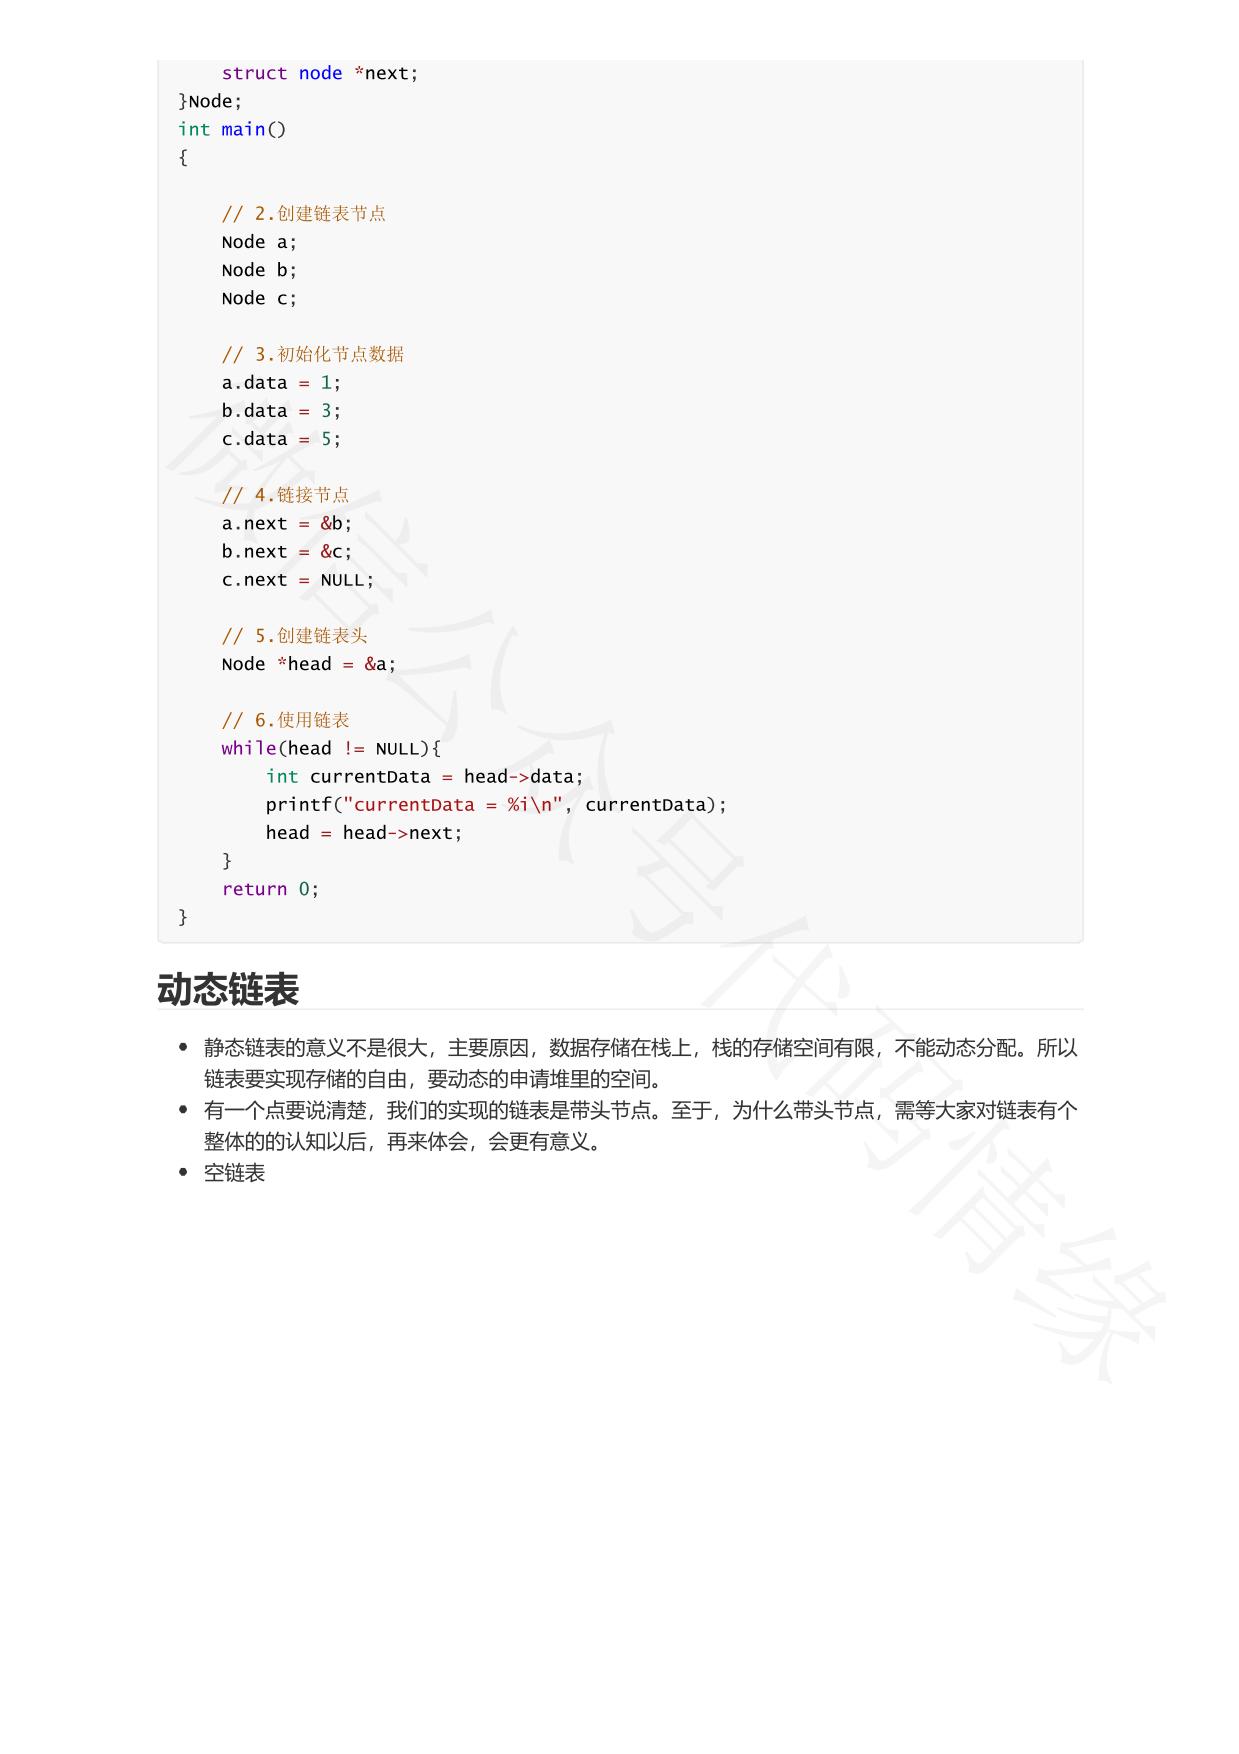 struct node *next;
}Node;
int main()
{

    // 2.创建链表节点
    Node a;
    Node b;
    Node c;

    // 3.初始化节点数据
    a.data = 1;
    b.data = 3;
    c.data = 5;

    // 4.链接节点
    a.next = &b;
    b.next = &c;
    c.next = NULL;

    // 5.创建链表头
    Node *head = &a;

    // 6.使用链表
    while(head != NULL){
        int currentData = head->data;
        printf("currentData = %i\n", currentData);
        head = head->next;
    }
    return 0;
}
动态链表
• 静态链表的意义不是很大，主要原因，数据存储在栈上，栈的存储空间有限，不能动态分配。所以
链表要实现存储的自由，要动态的申请堆里的空间。
• 有一个点要说清楚，我们的实现的链表是带头节点。至于，为什么带头节点，需等大家对链表有个
整体的的认知以后，再来体会，会更有意义。
• 空链表
微信公众号代码情缘